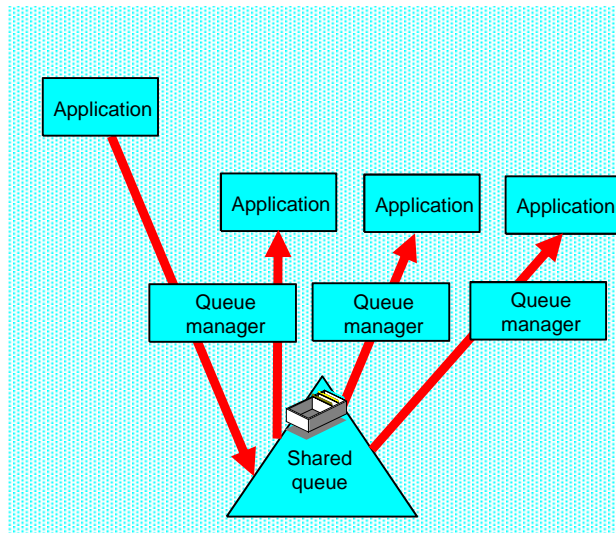 Application
Application
Application
Application
Queue
manager
Queue
manager
Queue
manager
Shared
queue